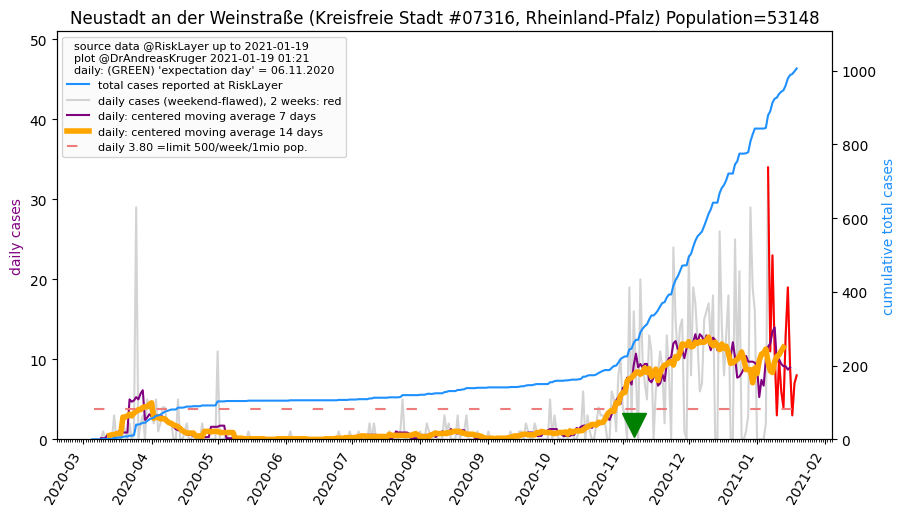 Neustadt an der Weinstraße (Kreisfreie Stadt #07316, Rheinland-Pfalz) Population=53148
source data @RiskLayer up to 2021-01-19
plot @DrAndreasKruger 2021-01-19 01:21
daily: (GREEN) 'expectation day' = 06.11.2020
total cases reported at RiskLayer
daily cases (weekend-flawed), 2 weeks: red
daily: centered moving average 7 days
daily: centered moving average 14 days
daily 3.80 =limit 500/week/1mio pop.
daily cases
50
40
30
20
10
0
cumulative total cases
1000
800
600
400
200
0
2020-03
2020-04
2020-05
2020-06
2020-07
2020-08
2020-09
2020-10
2020-11
2020-12
2021-01
2021-02